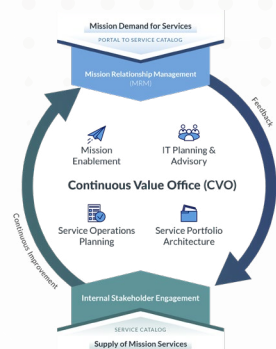 Mission Demand for Services
PORTAL TO SERVICE CATALOG
Mission Relationship Management
(MRM)
Feedback
Mission
Enablement
IT Planning &
Advisory
Continuous Value Office (CVO)
Service Operations
Planning
Service Portfolio
Architecture
Continuous Improvement
Internal Stakeholder Engagement
SERVICE CATALOG
Supply of Mission Services